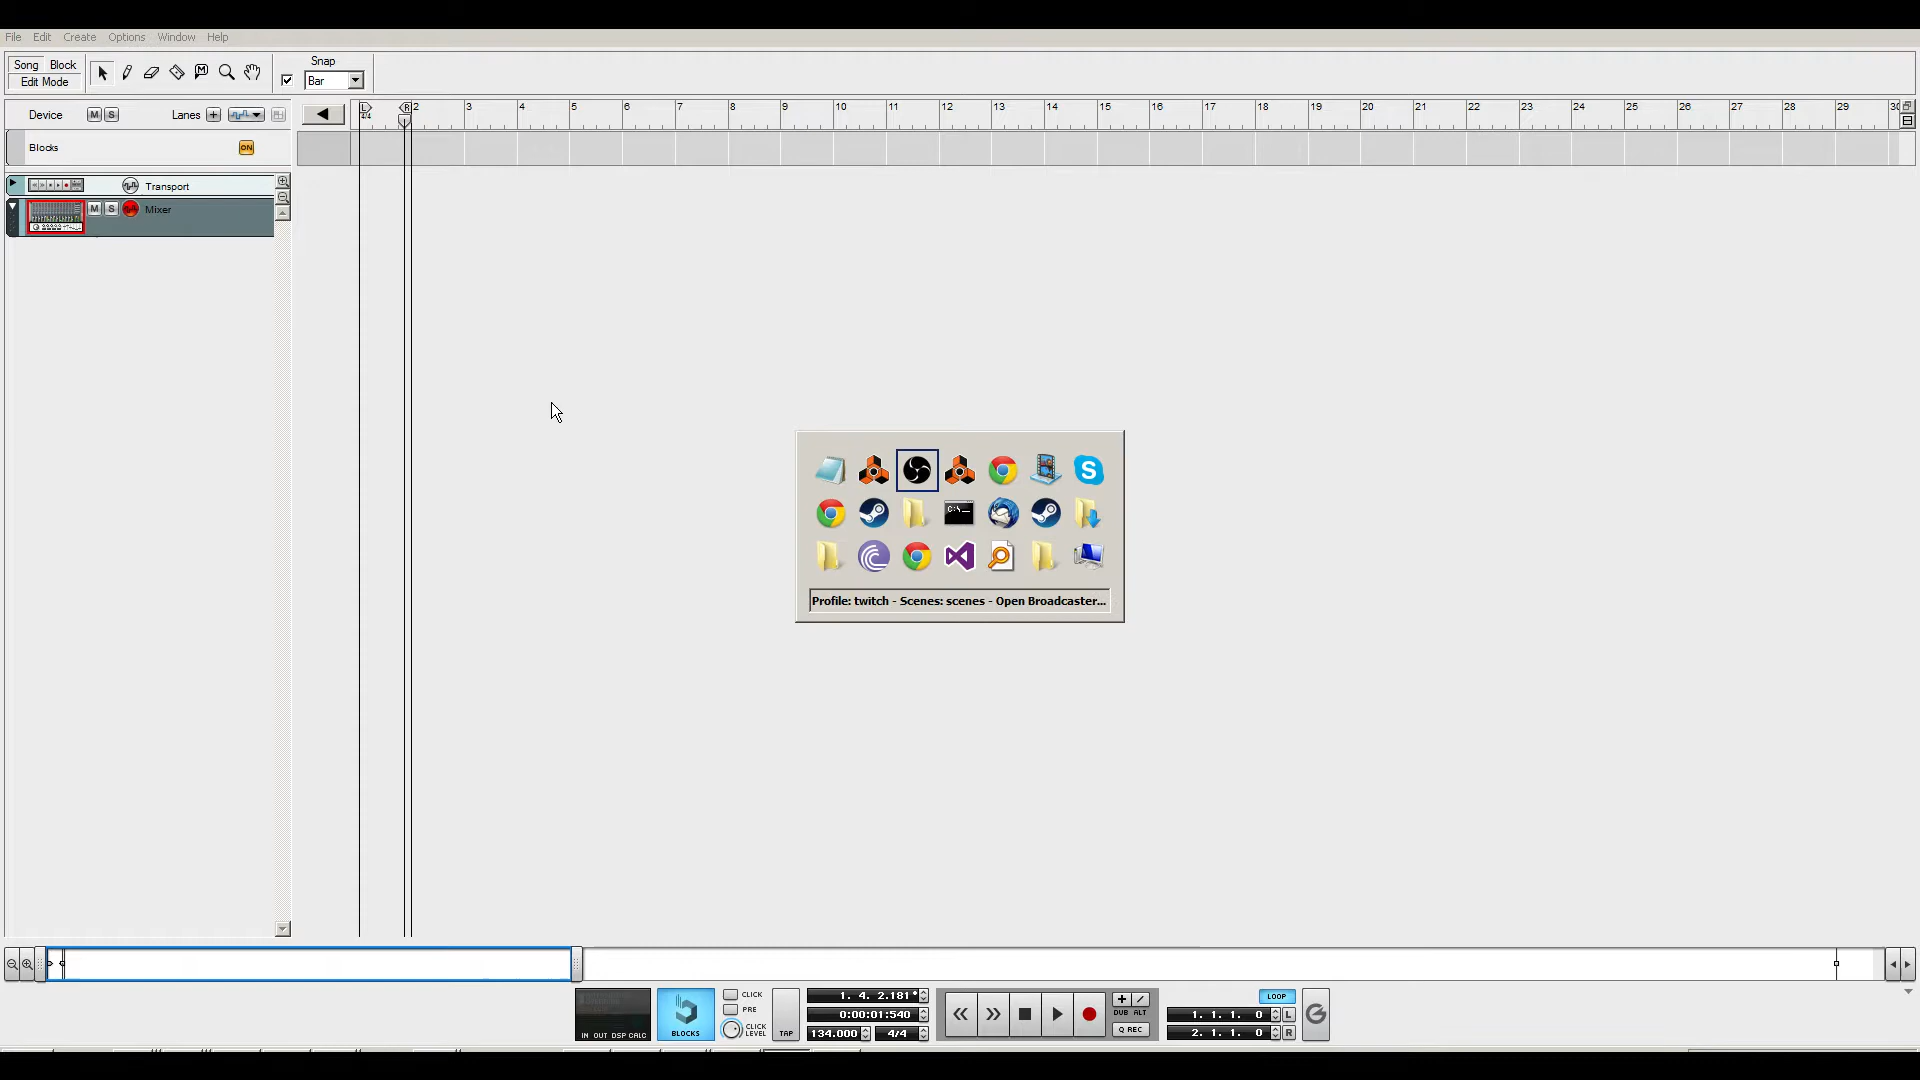 File Edit Create Options Window Help
Song Block
Edit Mode
Snap
Bar
Device M S Lanes
L R 2 3 4 5 6 7 8 9 10 11 12 13 14 15 16 17 18 19 20 21 22 23 24 25 26 27 28 29 30
4/4
Blocks ON
Transport
M S Mixer
C:\
Profile: twitch - Scenes: scenes - Open Broadcaster...
IN OUT DSP CALC
BLOCKS
CLICK
PRE
CLICK
LEVEL
TAP
1. 4. 2.181*
0:00:01:540
134.000 4/4
DUB ALT
Q REC
LOOP
1. 1. 1. 0 L
2. 1. 1. 0 R